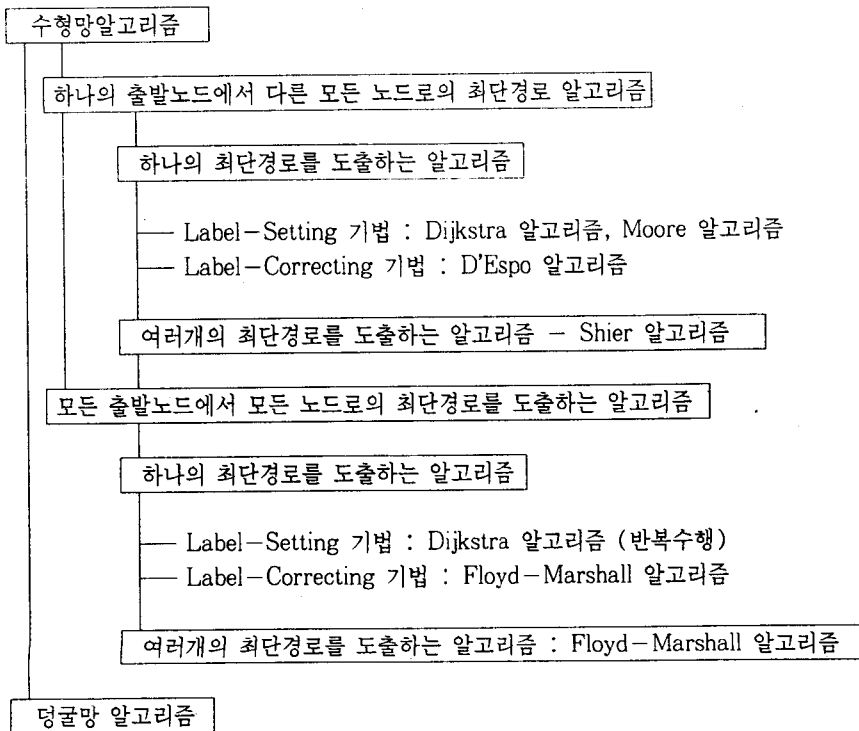 수형망알고리즘
하나의 출발노드에서 다른 모든 노드로의 최단경로 알고리즘
하나의 최단경로를 도출하는 알고리즘
Label-Setting 기법 : Dijkstra 알고리즘, Moore 알고리즘
Label-Correcting 기법 : D'Espo 알고리즘
여러개의 최단경로를 도출하는 알고리즘 - Shier 알고리즘
모든 출발노드에서 모든 노드로의 최단경로를 도출하는 알고리즘
하나의 최단경로를 도출하는 알고리즘
Label-Setting 기법 : Dijkstra 알고리즘 (반복수행)
Label-Correcting 기법 : Floyd-Marshall 알고리즘
여러개의 최단경로를 도출하는 알고리즘 : Floyd-Marshall 알고리즘
덩굴망 알고리즘